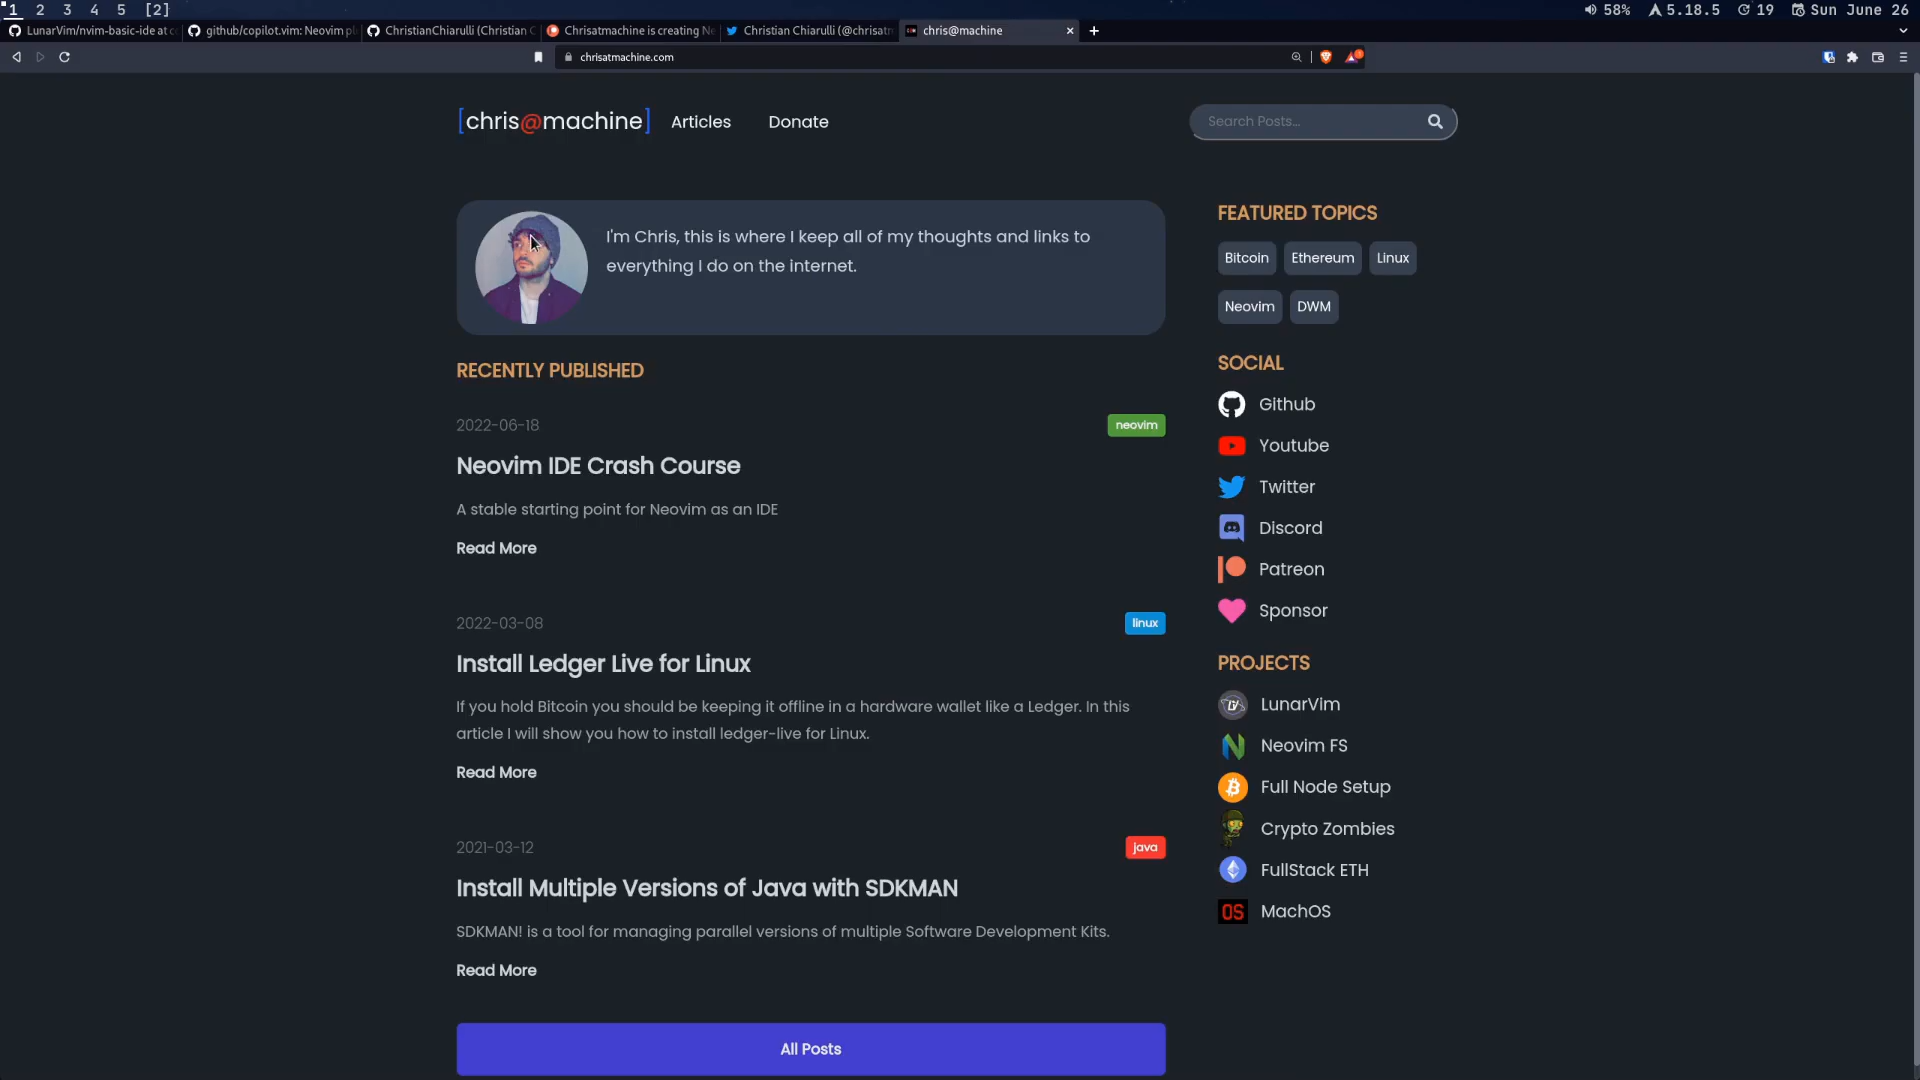 1 2 3 4 5 [2]
58% 5.18.5 19 Sun June 26
LunarVim/nvim-basic-ide at c
github/copilot.vim: Neovim pl
ChristianChiarulli (Christian C
Chrisatmachine is creating Ne
Christian Chiarulli (@chrisatm
chris@machine
chrisatmachine.com
[chris@machine]
Articles
Donate
Search Posts...
I'm Chris, this is where I keep all of my thoughts and links to
everything I do on the internet.
RECENTLY PUBLISHED
2022-06-18
neovim
Neovim IDE Crash Course
A stable starting point for Neovim as an IDE
Read More
2022-03-08
linux
Install Ledger Live for Linux
If you hold Bitcoin you should be keeping it offline in a hardware wallet like a Ledger. In this
article I will show you how to install ledger-live for Linux.
Read More
2021-03-12
java
Install Multiple Versions of Java with SDKMAN
SDKMAN! is a tool for managing parallel versions of multiple Software Development Kits.
Read More
All Posts
FEATURED TOPICS
Bitcoin
Ethereum
Linux
Neovim
DWM
SOCIAL
Github
Youtube
Twitter
Discord
Patreon
Sponsor
PROJECTS
LunarVim
Neovim FS
Full Node Setup
Crypto Zombies
FullStack ETH
OS
MachOS